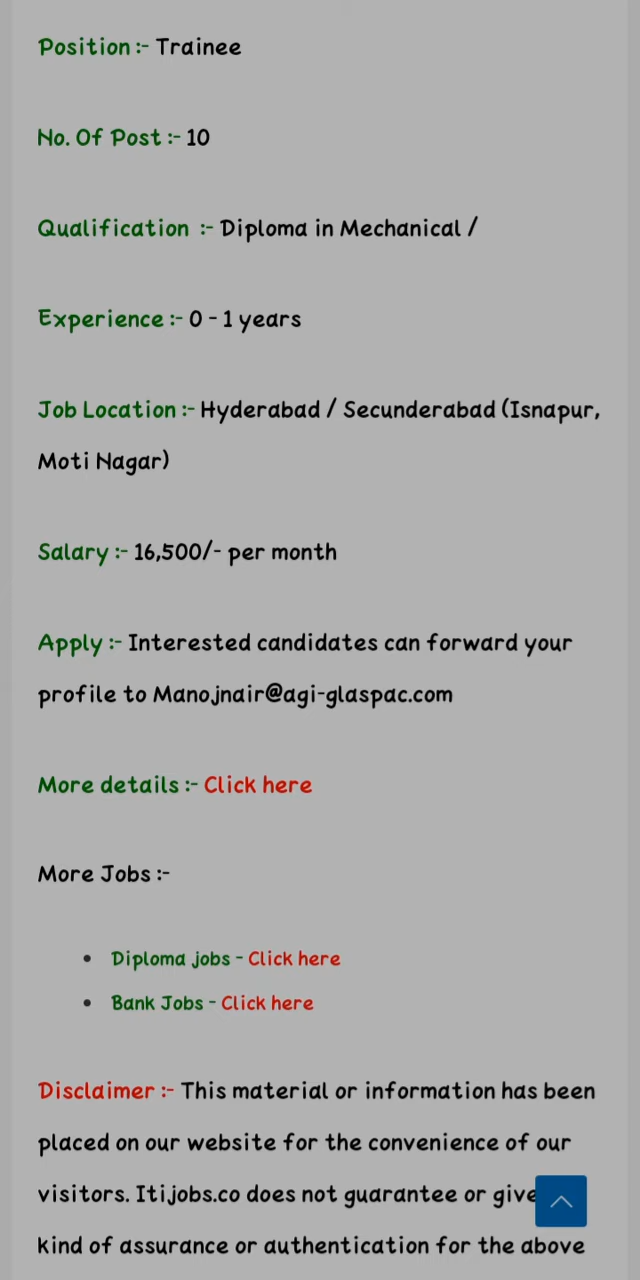 Position :- Trainee
No. Of Post :- 10
Qualification :- Diploma in Mechanical /
Experience :- 0 - 1 years
Job Location :- Hyderabad / Secunderabad (Isnapur,
Moti Nagar)
Salary :- 16,500/- per month
Apply :- Interested candidates can forward your
profile to Manojnair@agi-glaspac.com
More details :- Click here
More Jobs :-
• Diploma jobs - Click here
• Bank Jobs - Click here
Disclaimer :- This material or information has been
placed on our website for the convenience of our
visitors. Itijobs.co does not guarantee or give
kind of assurance or authentication for the above